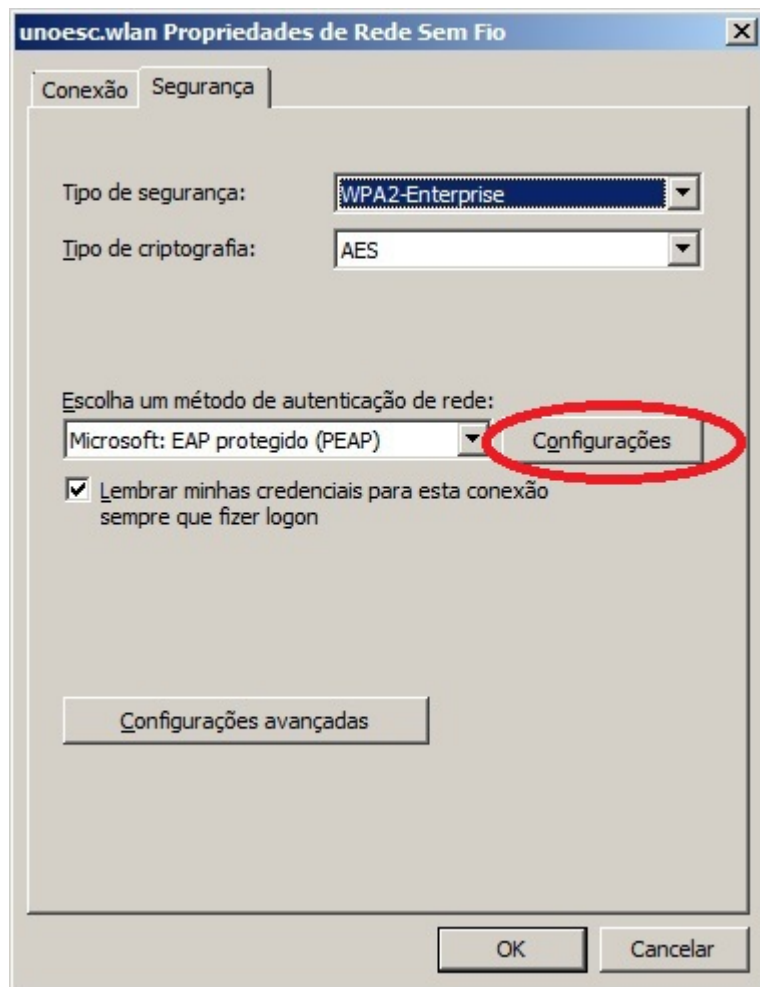 unoesc.wlan Propriedades de Rede Sem Fio
Conexão
Segurança
Tipo de segurança:
WPA2-Enterprise
Tipo de criptografia:
AES
Escolha um método de autenticação de rede:
Microsoft: EAP protegido (PEAP)
Configurações
Lembrar minhas credenciais para esta conexão
sempre que fizer logon
Configurações avançadas
OK
Cancelar